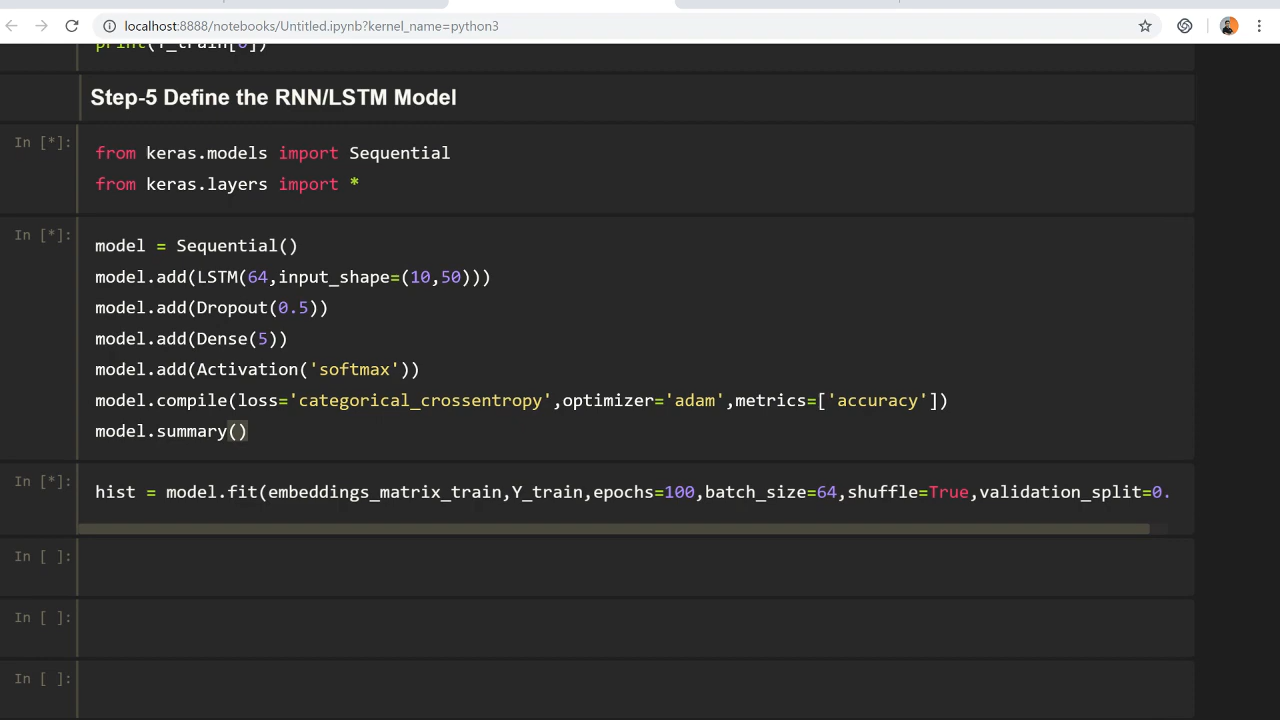 localhost:8888/notebooks/Untitled.ipynb?kernel_name=python3
Step-5 Define the RNN/LSTM Model
In [*]:
from keras.models import Sequential
from keras.layers import *
In [*]:
model = Sequential()
model.add(LSTM(64,input_shape=(10,50)))
model.add(Dropout(0.5))
model.add(Dense(5))
model.add(Activation('softmax'))
model.compile(loss='categorical_crossentropy',optimizer='adam',metrics=['accuracy'])
model.summary()
In [*]:
hist = model.fit(embeddings_matrix_train,Y_train,epochs=100,batch_size=64,shuffle=True,validation_split=0.
In [ ]:
In [ ]:
In [ ]: